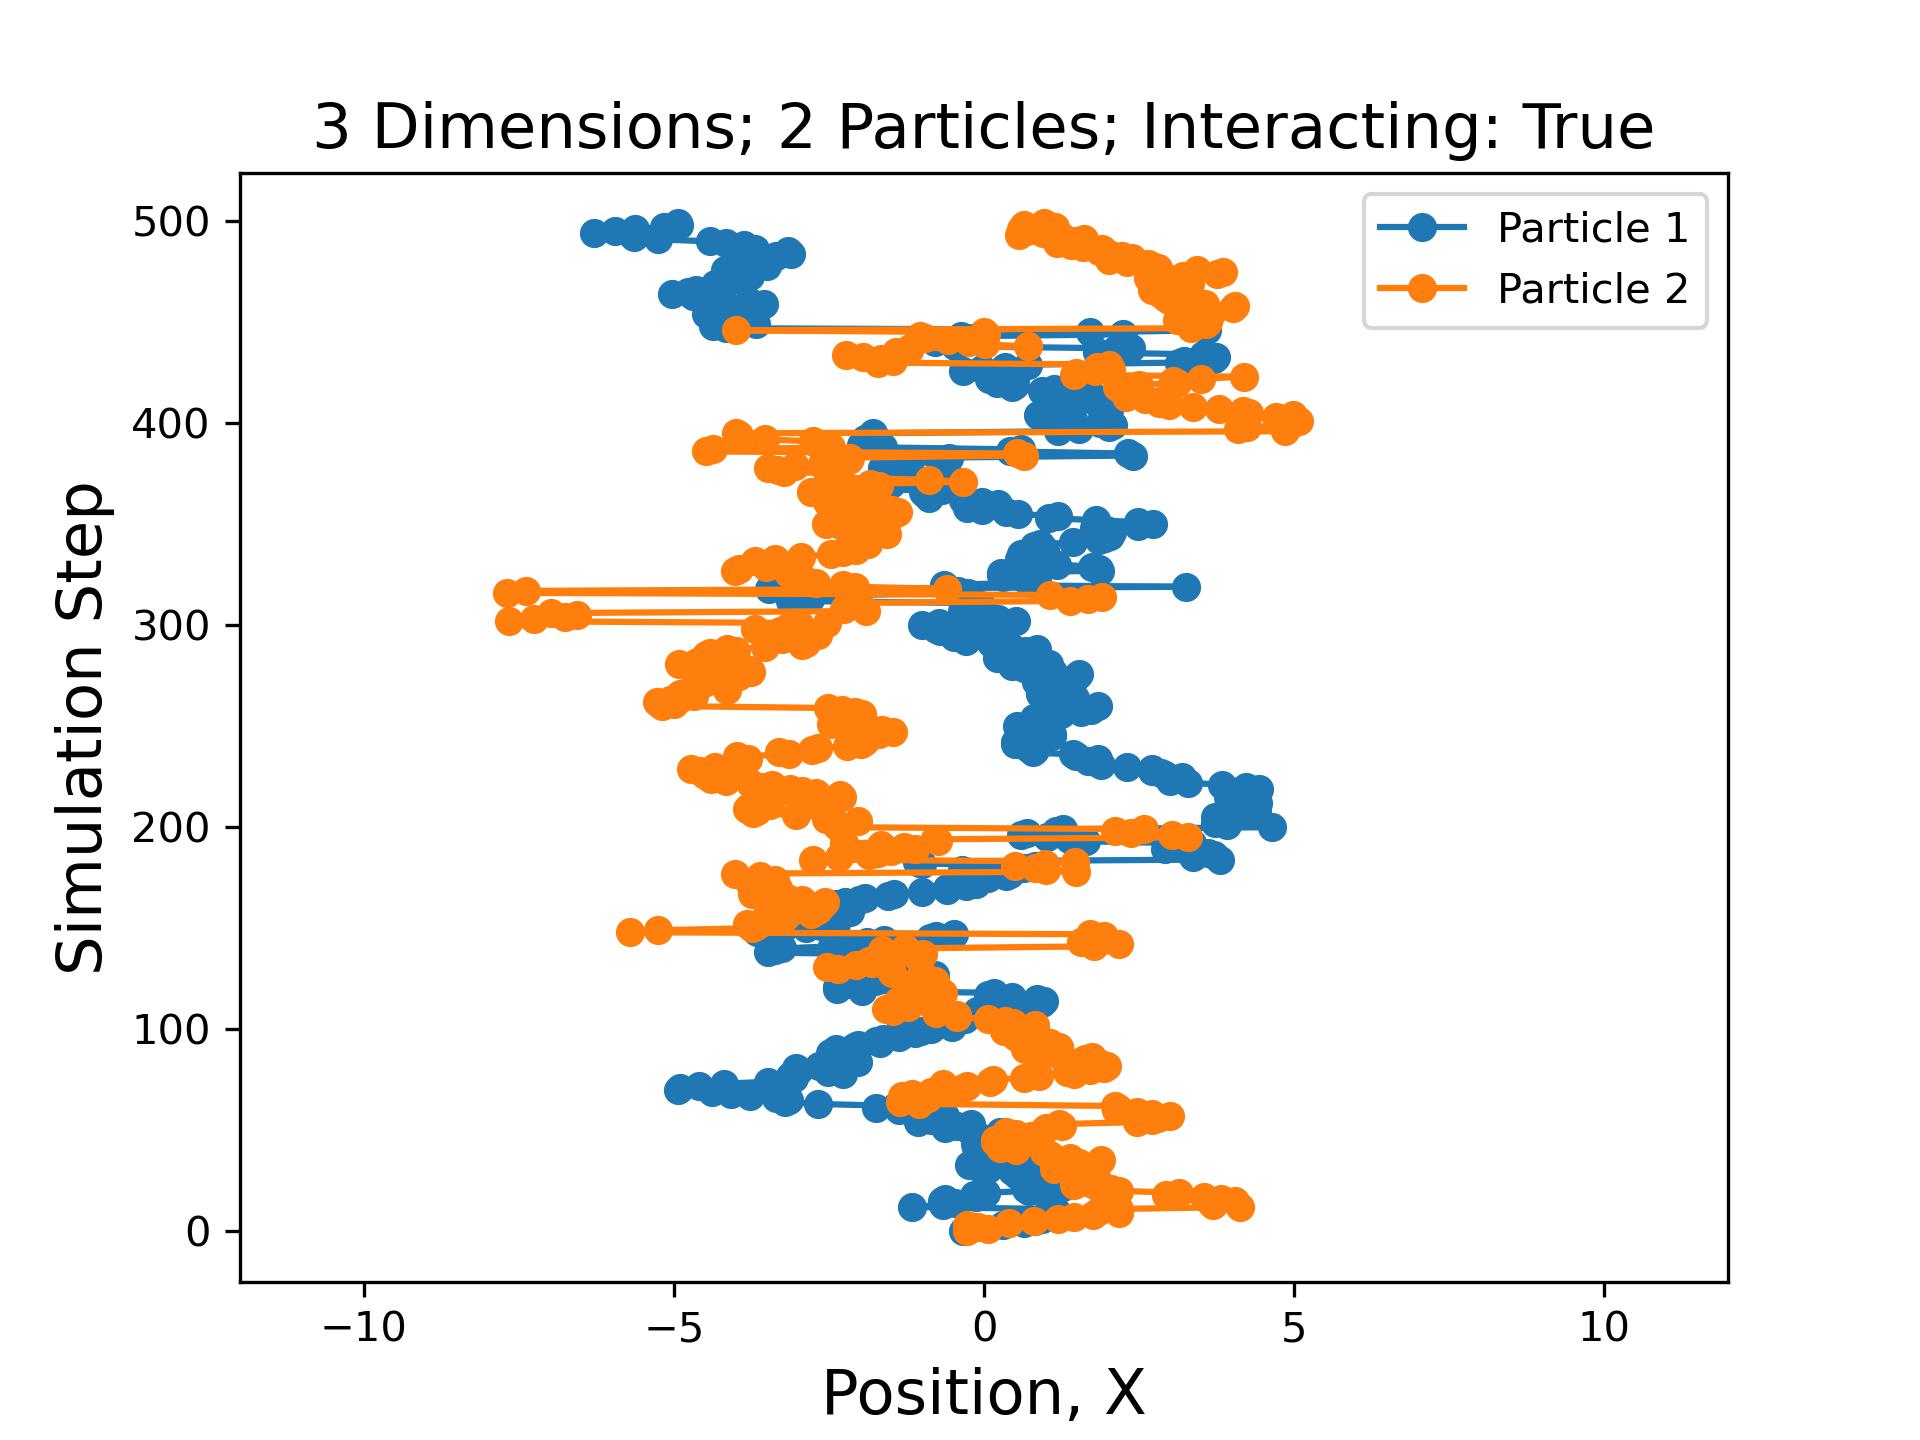 3 Dimensions; 2 Particles; Interacting: True
Particle 1
Particle 2
Simulation Step
500
400
300
200
100
0
−10
−5
0
5
10
Position, X